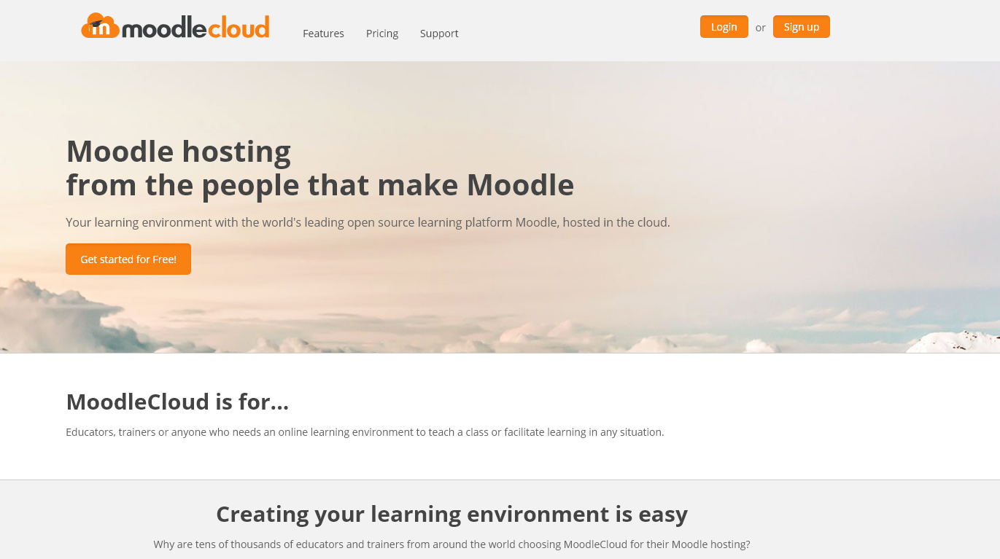 m moodlecloud
Features Pricing Support
Login or Sign up
Moodle hosting
from the people that make Moodle
Your learning environment with the world's leading open source learning platform Moodle, hosted in the cloud.
Get started for Free!
MoodleCloud is for...
Educators, trainers or anyone who needs an online learning environment to teach a class or facilitate learning in any situation.
Creating your learning environment is easy
Why are tens of thousands of educators and trainers from around the world choosing MoodleCloud for their Moodle hosting?